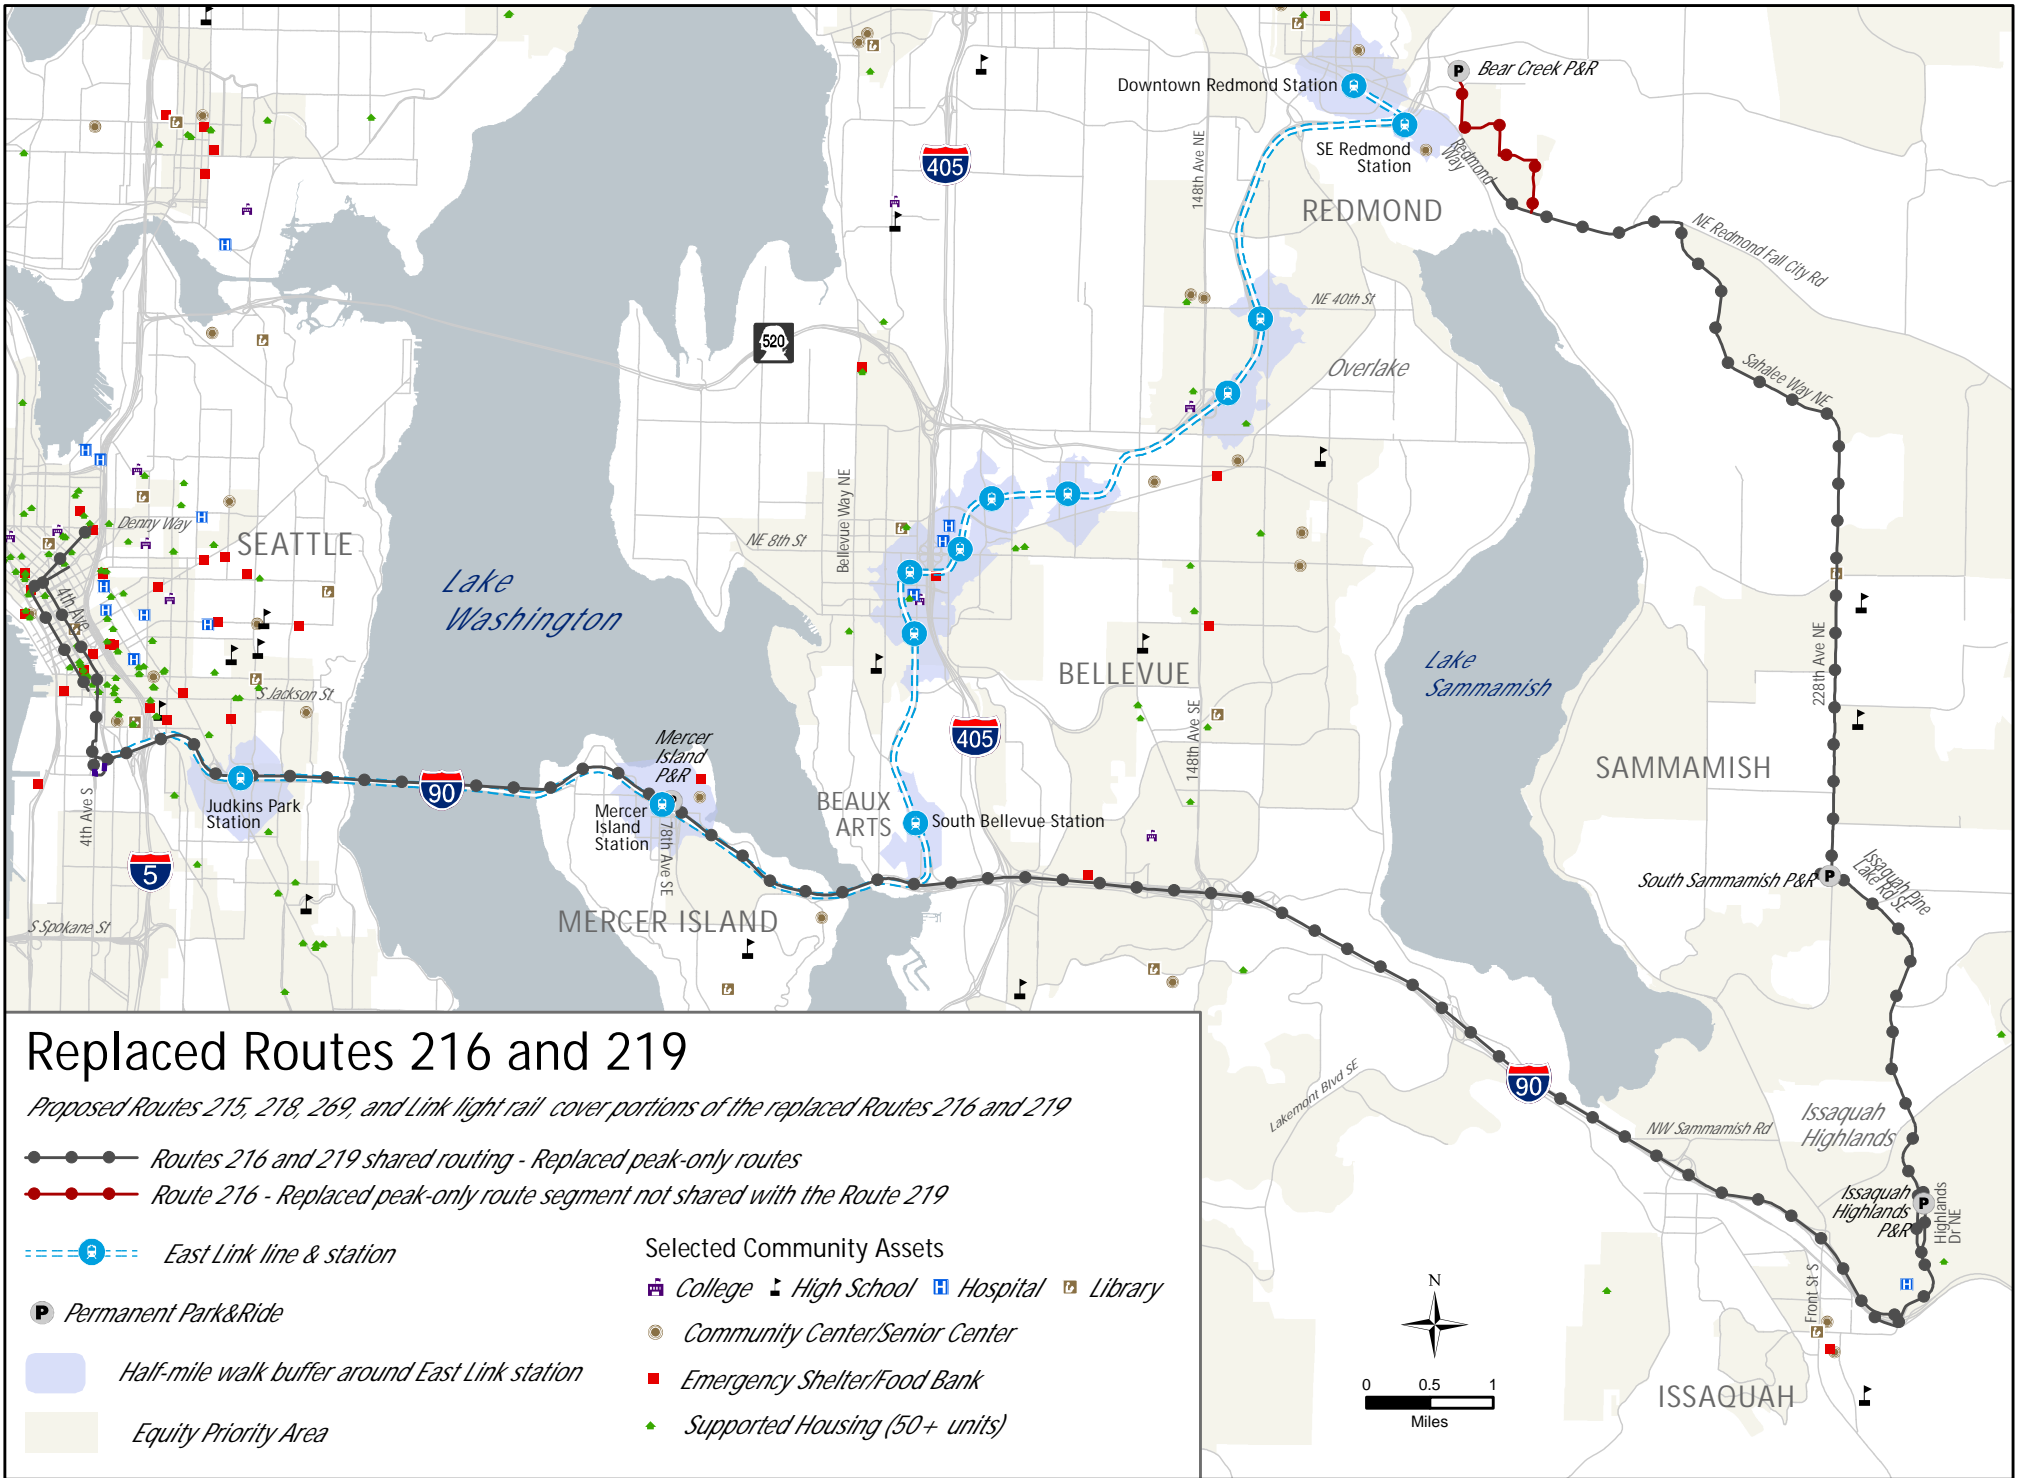 Downtown Redmond Station
P Bear Creek P&R
SE Redmond
Station
Redmond
Way
148th Ave NE
405
REDMOND
NE Redmond Fall City Rd
NE 40th St
520
Overlake
Sahalee Way NE
Bellevue Way NE
Denny Way
SEATTLE
NE 8th St
4th Ave
Lake
Washington
228th Ave NE
BELLEVUE
Lake
Sammamish
S Jackson St
148th Ave SE
405
Mercer
Island
P&R
SAMMAMISH
90
Judkins Park
Station
Mercer
Island
Station
78th Ave SE
BEAUX
ARTS
South Bellevue Station
4th Ave S
5
South Sammamish P&R P
Issaquah Pine
Lake Rd SE
S Spokane St
MERCER ISLAND
90
Lakemont Blvd SE
NW Sammamish Rd
Issaquah
Highlands
Issaquah
Highlands
P&R
P
Highlands
Dr NE
Front St S
ISSAQUAH
Replaced Routes 216 and 219
Proposed Routes 215, 218, 269, and Link light rail cover portions of the replaced Routes 216 and 219
Routes 216 and 219 shared routing - Replaced peak-only routes
Route 216 - Replaced peak-only route segment not shared with the Route 219
East Link line & station
P Permanent Park&Ride
Half-mile walk buffer around East Link station
Equity Priority Area
Selected Community Assets
College High School H Hospital Library
Community Center/Senior Center
Emergency Shelter/Food Bank
Supported Housing (50+ units)
N
0 0.5 1
Miles